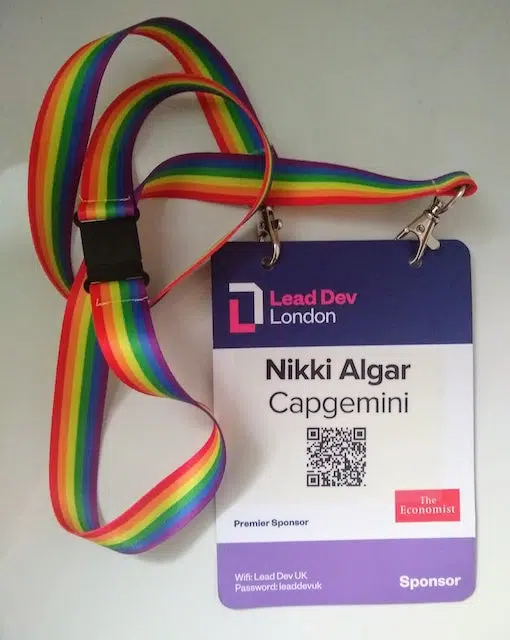 Lead Dev
London
Nikki Algar
Capgemini
The
Economist
Premier Sponsor
Wifi: Lead Dev UK
Password: leaddevuk
Sponsor